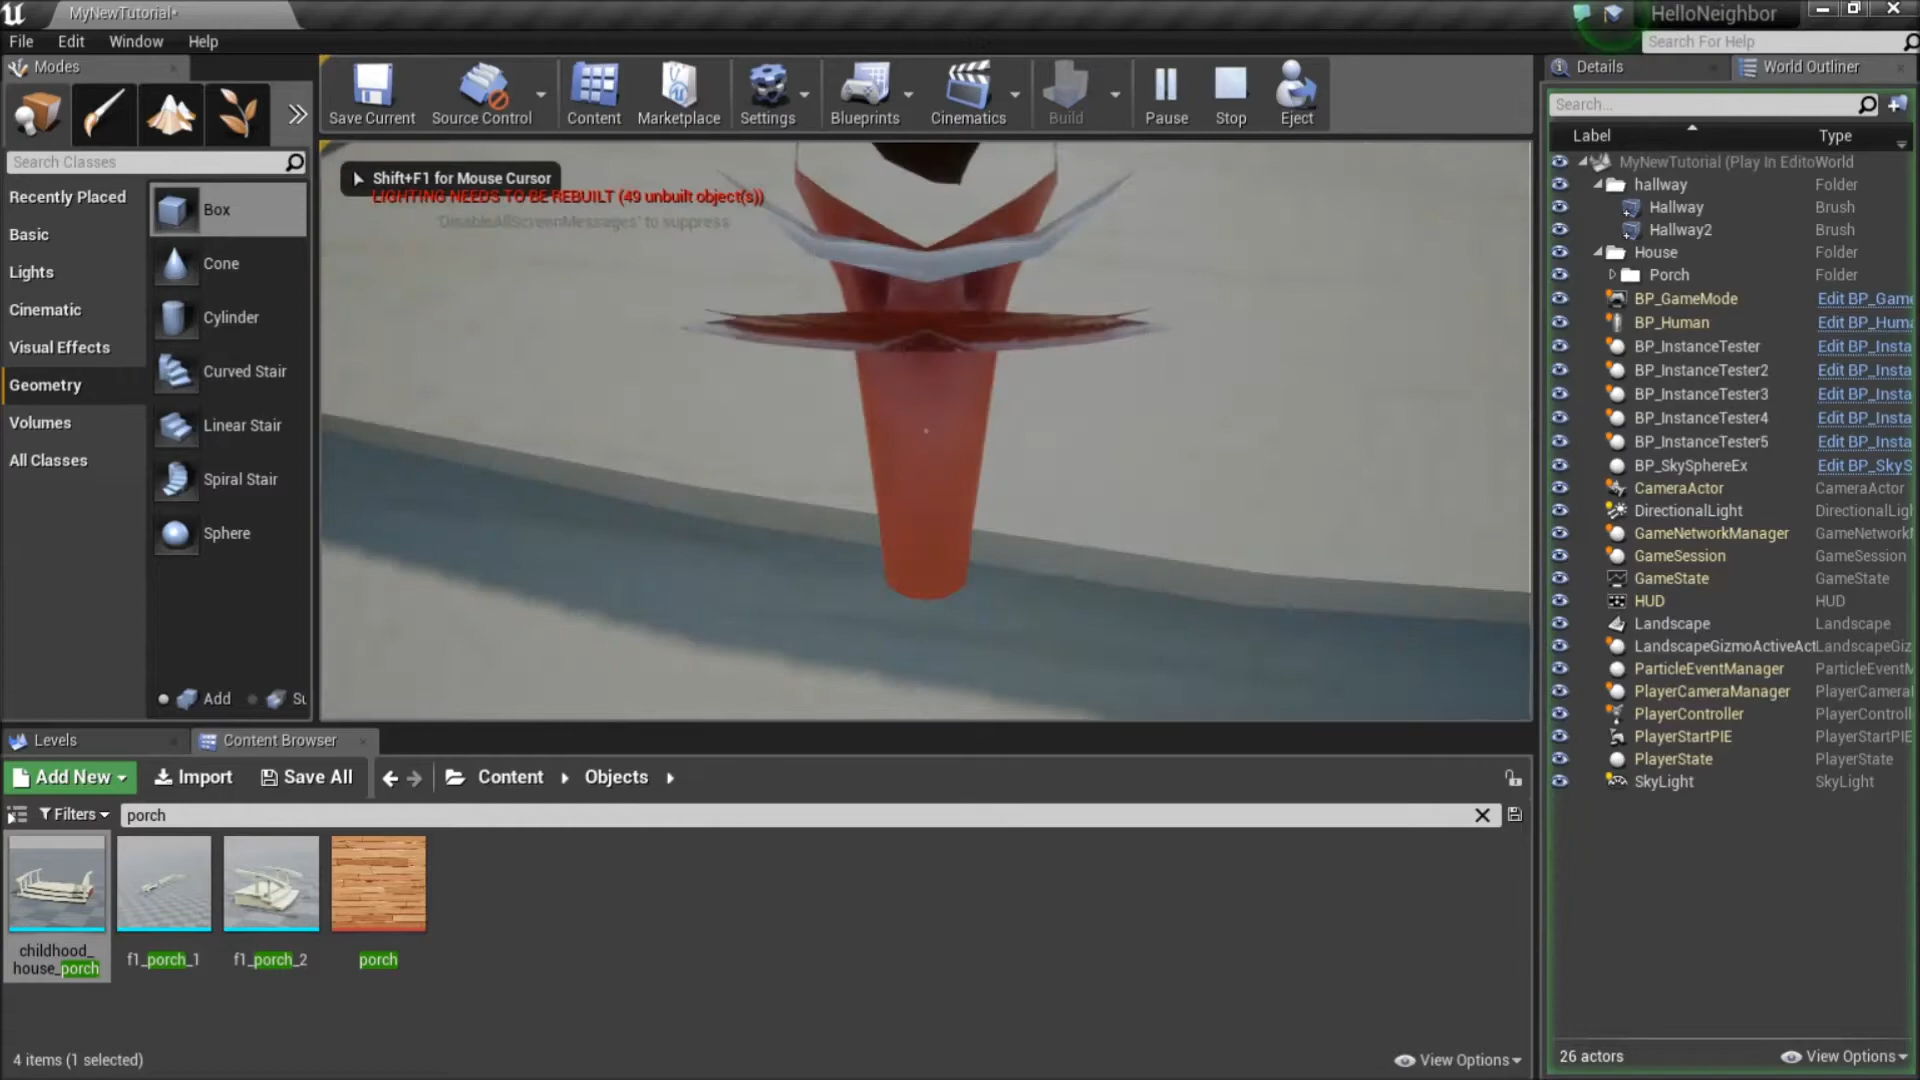 MyNewTutorial*
HelloNeighbor
File Edit Window Help
Search For Help
Modes
Save Current
Source Control
Content
Marketplace
Settings
Blueprints
Cinematics
Build
Pause
Stop
Eject
Details
World Outliner
Search Classes
Search...
Recently Placed
Basic
Lights
Cinematic
Visual Effects
Geometry
Volumes
All Classes
Box
Cone
Cylinder
Curved Stair
Linear Stair
Spiral Stair
Sphere
Add
Su
Shift+F1 for Mouse Cursor
LIGHTING NEEDS TO BE REBUILT (49 unbuilt object(s))
'DisableAllScreenMessages' to suppress
Label Type
MyNewTutorial (Play In Edito World
hallway Folder
Hallway Brush
Hallway2 Brush
House Folder
Porch Folder
BP_GameMode Edit BP_Game
BP_Human Edit BP_Huma
BP_InstanceTester Edit BP_Insta
BP_InstanceTester2 Edit BP_Insta
BP_InstanceTester3 Edit BP_Insta
BP_InstanceTester4 Edit BP_Insta
BP_InstanceTester5 Edit BP_Insta
BP_SkySphereEx Edit BP_SkyS
CameraActor CameraActor
DirectionalLight DirectionalLigh
GameNetworkManager GameNetworkM
GameSession GameSession
GameState GameState
HUD HUD
Landscape Landscape
LandscapeGizmoActiveAct LandscapeGiz
ParticleEventManager ParticleEventM
PlayerCameraManager PlayerCameraM
PlayerController PlayerControll
PlayerStartPIE PlayerStartPIE
PlayerState PlayerState
SkyLight SkyLight
26 actors
View Options
Levels
Content Browser
Add New
Import
Save All
Content
Objects
Filters
porch
childhood_
house_porch
f1_porch_1
f1_porch_2
porch
4 items (1 selected)
View Options